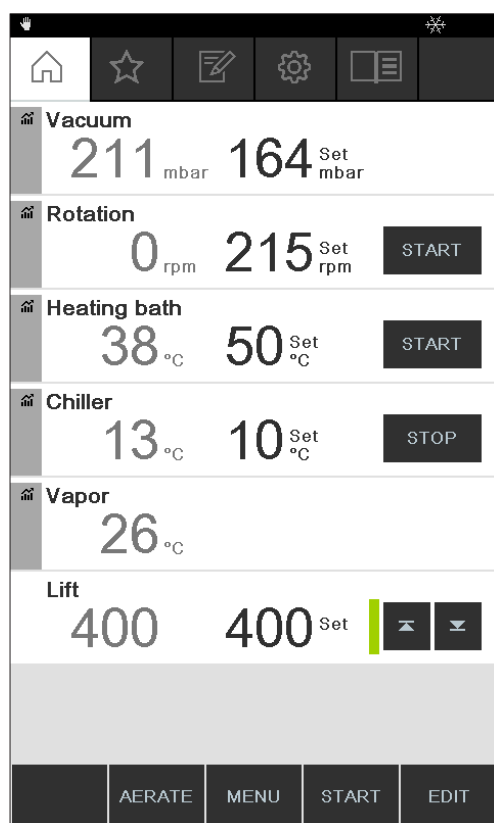 Vacuum
211 mbar 164 Set mbar
Rotation
0 rpm 215 Set rpm START
Heating bath
38 °C 50 Set °C START
Chiller
13 °C 10 Set °C STOP
Vapor
26 °C
Lift
400 400 Set
AERATE MENU START EDIT